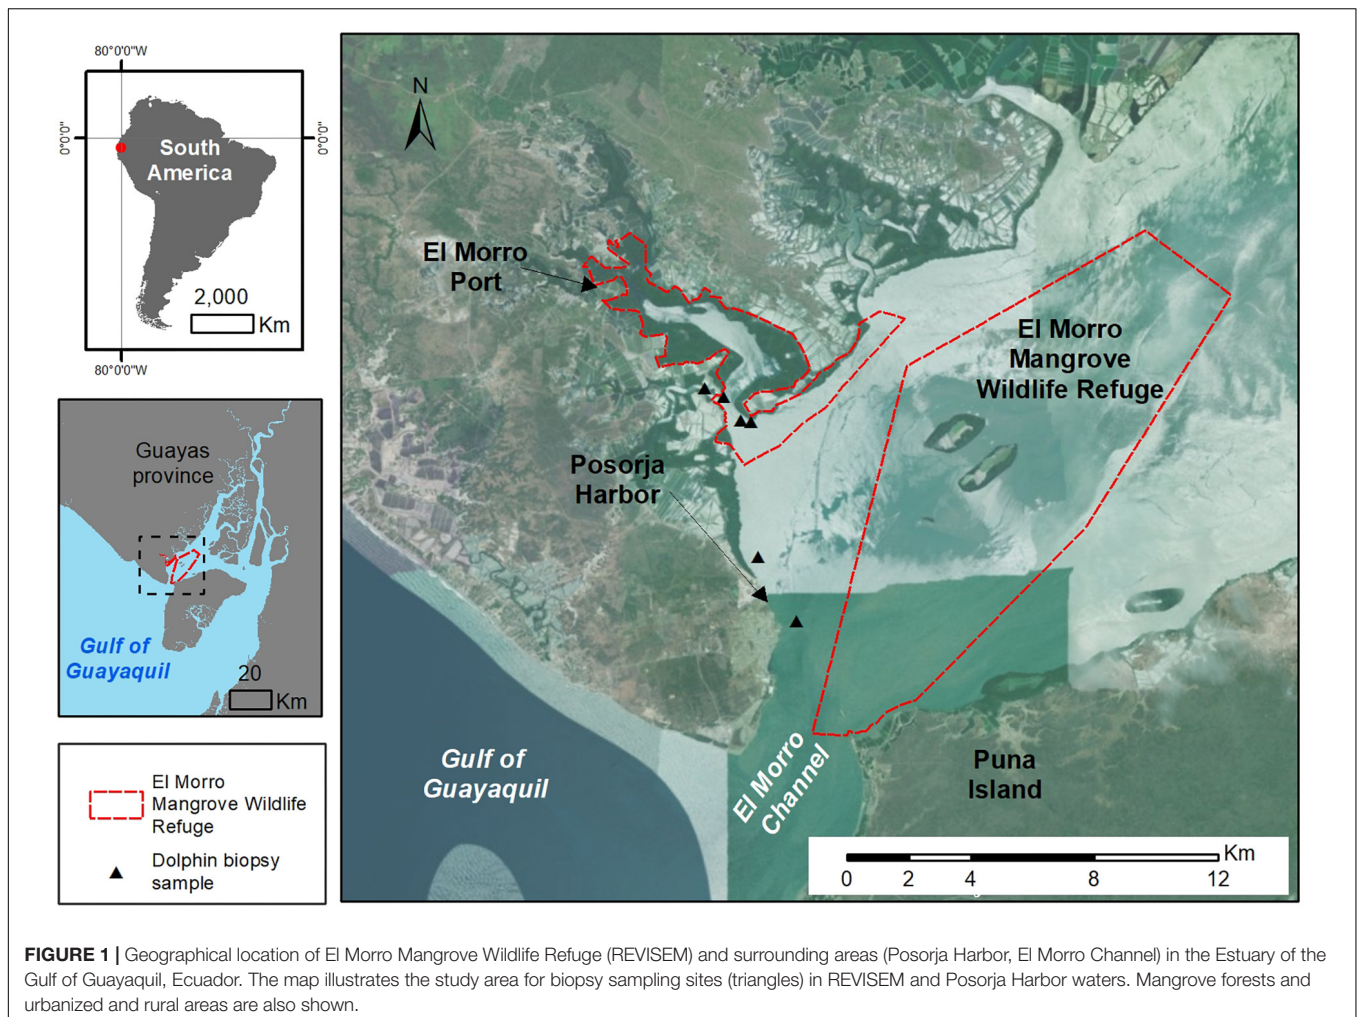 80°0'0"W
0°0'0"
0°0'0"
South
America
2,000
Km
80°0'0"W
N
El Morro
Port
El Morro
Mangrove
Wildlife Refuge
Posorja
Harbor
Guayas
province
Gulf of
Guayaquil
20
Km
Gulf of
Guayaquil
El Morro
Channel
Puna
Island
Km
0 2 4 8 12
El Morro
Mangrove Wildlife
Refuge
Dolphin biopsy
sample
FIGURE 1 | Geographical location of El Morro Mangrove Wildlife Refuge (REVISEM) and surrounding areas (Posorja Harbor, El Morro Channel) in the Estuary of the
Gulf of Guayaquil, Ecuador. The map illustrates the study area for biopsy sampling sites (triangles) in REVISEM and Posorja Harbor waters. Mangrove forests and
urbanized and rural areas are also shown.